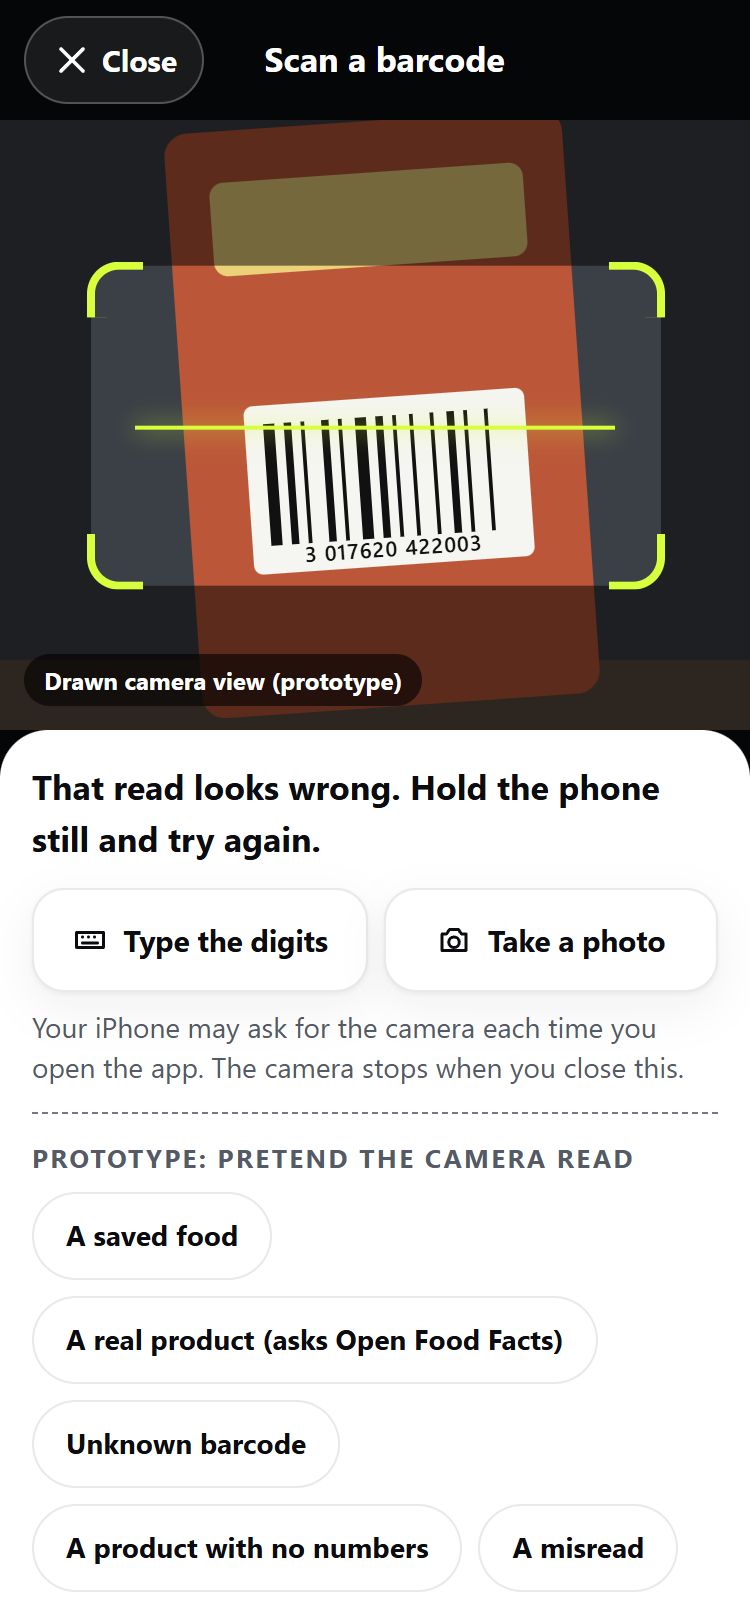 Close
Scan a barcode
3 017620 422003
Drawn camera view (prototype)
That read looks wrong. Hold the phone
still and try again.
Type the digits
Take a photo
Your iPhone may ask for the camera each time you
open the app. The camera stops when you close this.
PROTOTYPE: PRETEND THE CAMERA READ
A saved food
A real product (asks Open Food Facts)
Unknown barcode
A product with no numbers
A misread